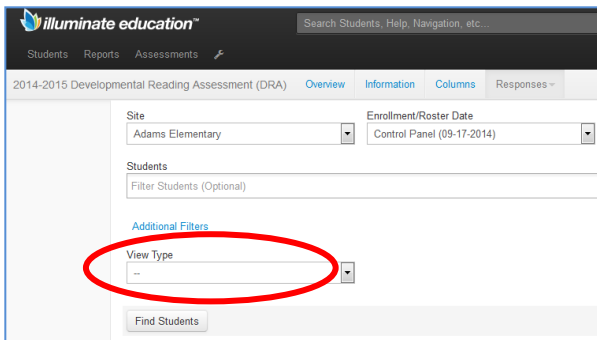 illuminate education™
Search Students, Help, Navigation, etc...
Students Reports Assessments
2014-2015 Developmental Reading Assessment (DRA) Overview Information Columns Responses
Site Enrollment/Roster Date
Adams Elementary Control Panel (09-17-2014)
Students
Filter Students (Optional)
Additional Filters
View Type
--
Find Students